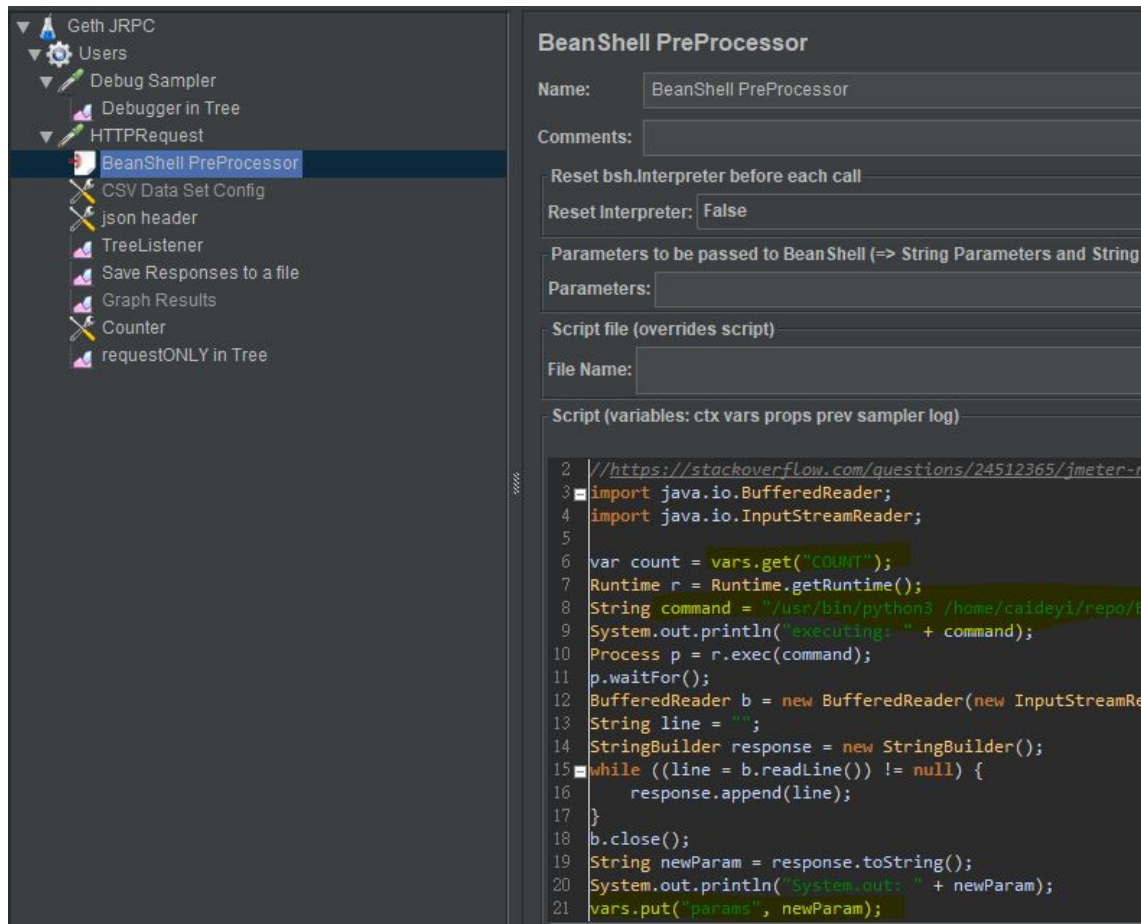 Geth JRPC
Users
Debug Sampler
Debugger in Tree
HTTPRequest
BeanShell PreProcessor
CSV Data Set Config
json header
TreeListener
Save Responses to a file
Graph Results
Counter
requestONLY in Tree
BeanShell PreProcessor
Name: BeanShell PreProcessor
Comments:
Reset bsh.Interpreter before each call
Reset Interpreter: False
Parameters to be passed to BeanShell (=> String Parameters and String
Parameters:
Script file (overrides script)
File Name:
Script (variables: ctx vars props prev sampler log)
2 //https://stackoverflow.com/questions/24512365/jmeter-r
3 import java.io.BufferedReader;
4 import java.io.InputStreamReader;
5
6 var count = vars.get("COUNT");
7 Runtime r = Runtime.getRuntime();
8 String command = "/usr/bin/python3 /home/caideyi/repo/B
9 System.out.println("executing: " + command);
10 Process p = r.exec(command);
11 p.waitFor();
12 BufferedReader b = new BufferedReader(new InputStreamRe
13 String line = "";
14 StringBuilder response = new StringBuilder();
15 while ((line = b.readLine()) != null) {
16 response.append(line);
17 }
18 b.close();
19 String newParam = response.toString();
20 System.out.println("System.out: " + newParam);
21 vars.put("params", newParam);